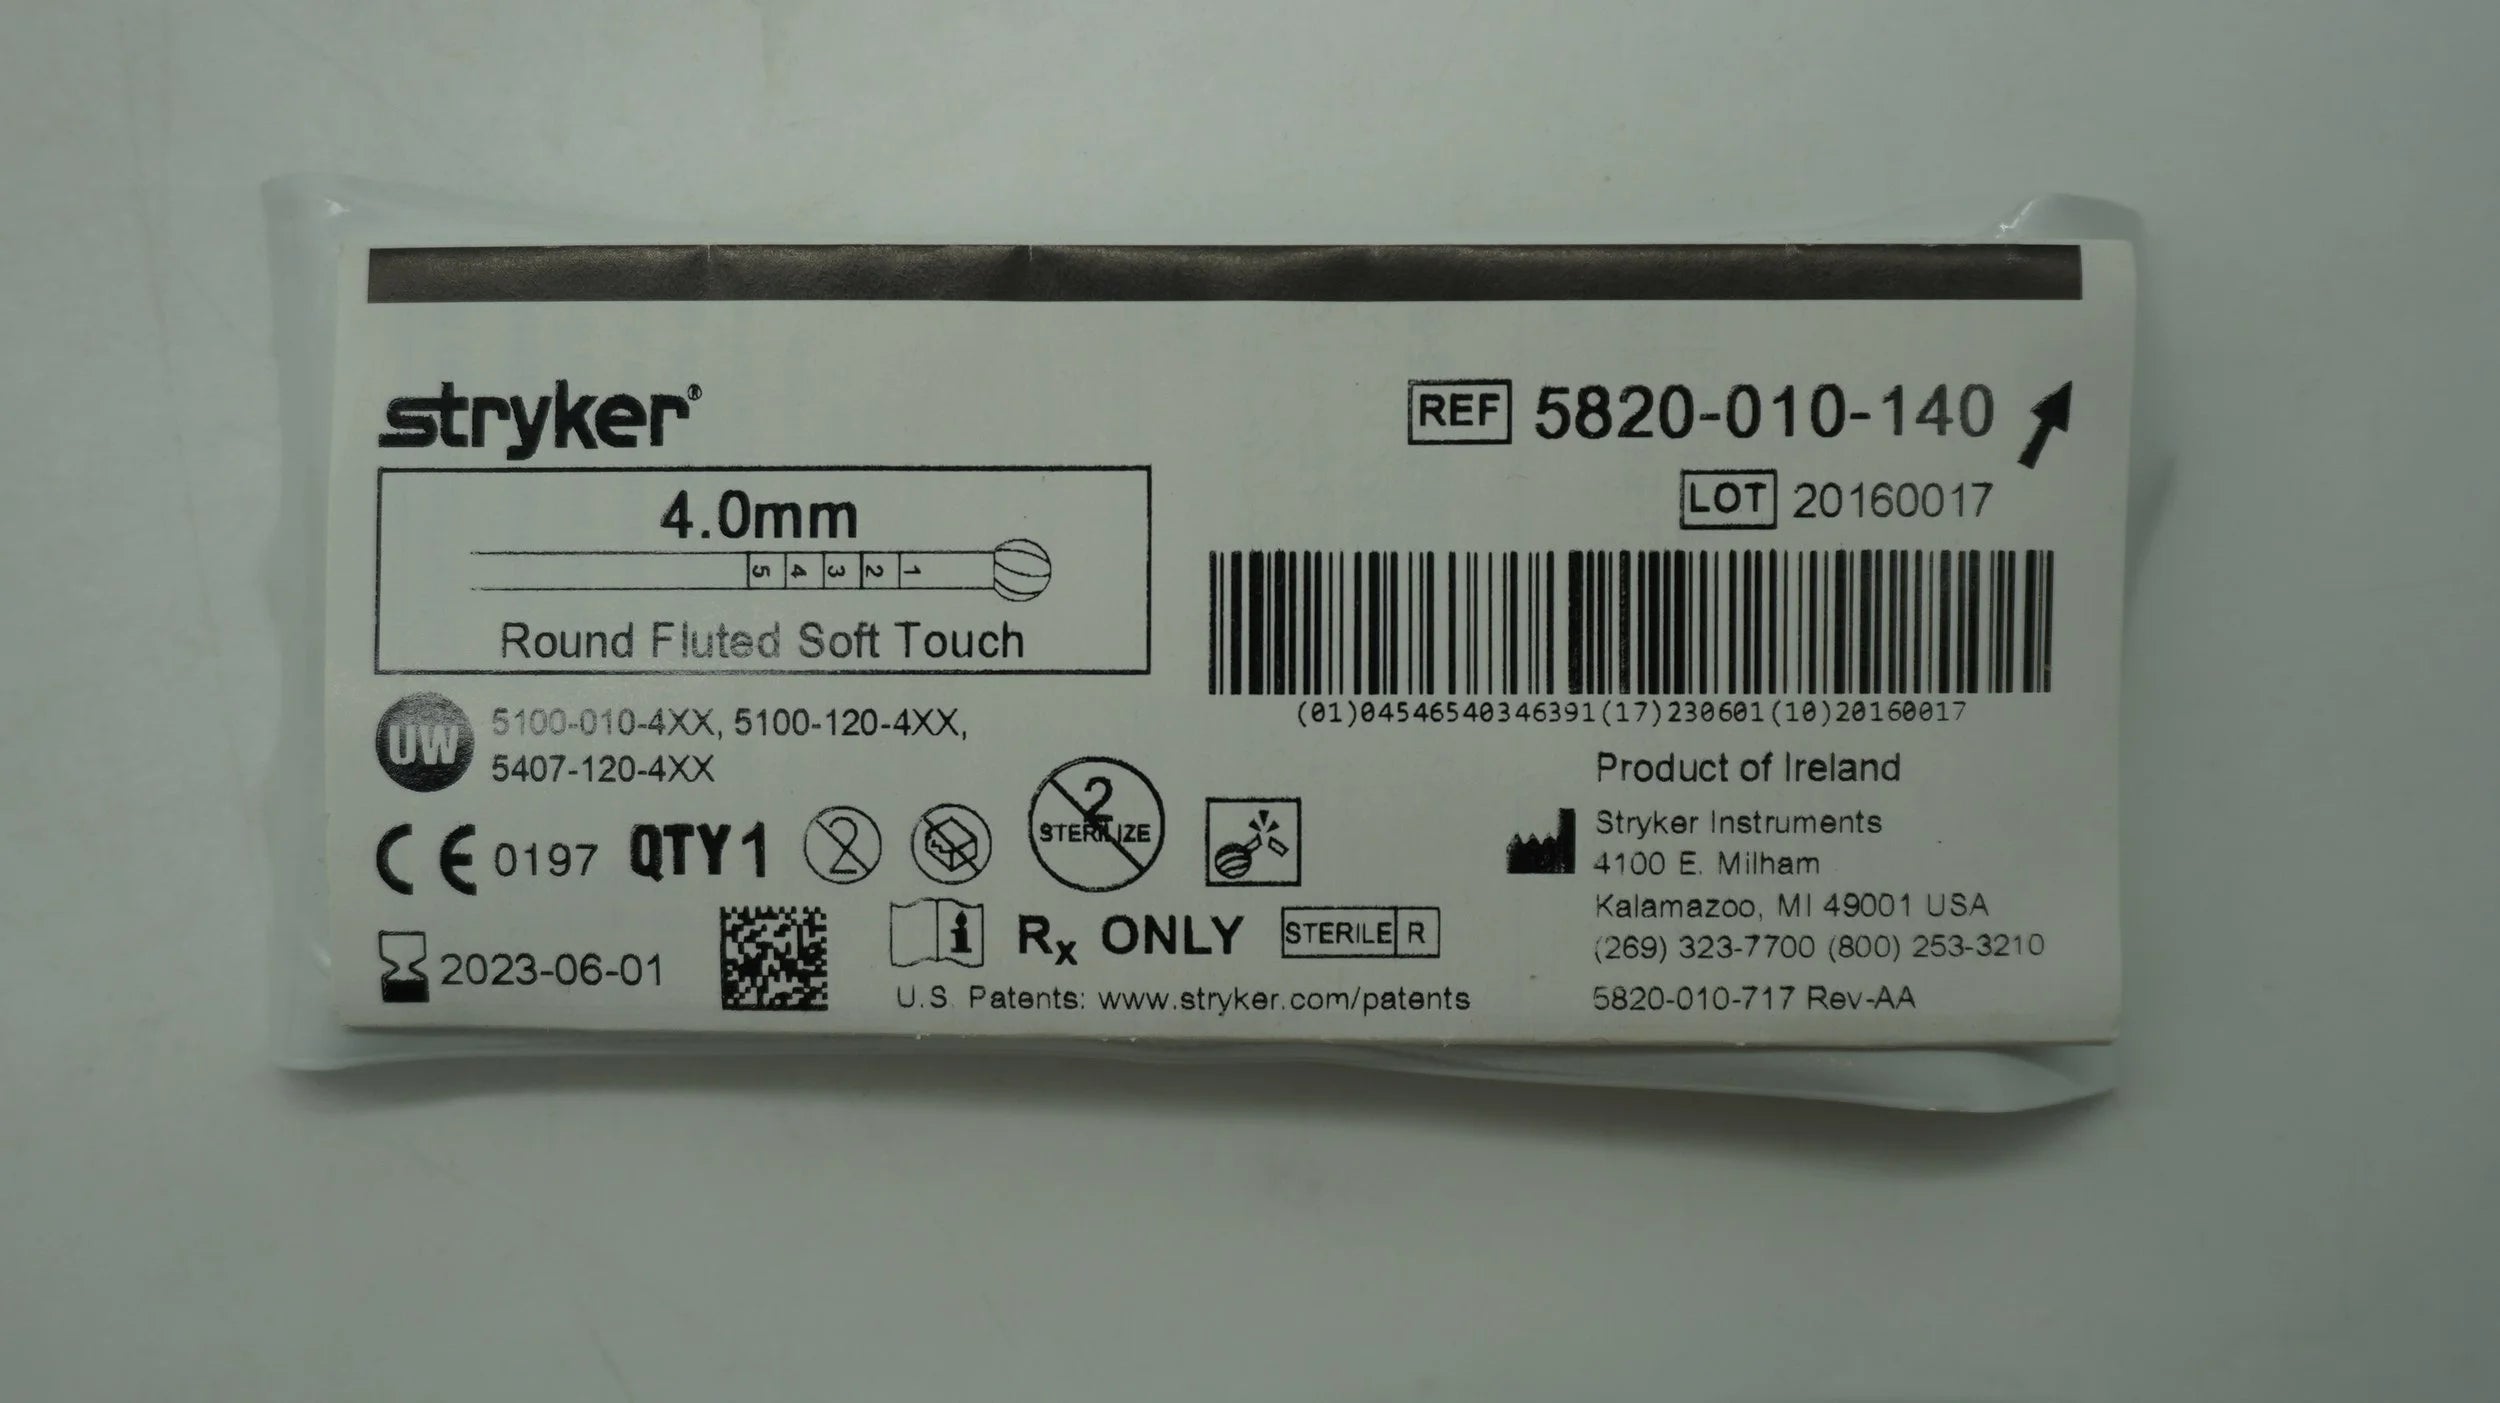 stryker®
REF 5820-010-140
LOT 20160017
4.0mm
5 4 3 2 1
Round Fluted Soft Touch
(01)04546540346391(17)230601(10)20160017
UW 5100-010-4XX, 5100-120-4XX,
5407-120-4XX
Product of Ireland
CE 0197 QTY 1 2
2
STERILIZE
Stryker Instruments
4100 E. Milham
Kalamazoo, MI 49001 USA
(269) 323-7700 (800) 253-3210
2023-06-01
i Rx ONLY STERILE R
U.S. Patents: www.stryker.com/patents
5820-010-717 Rev-AA